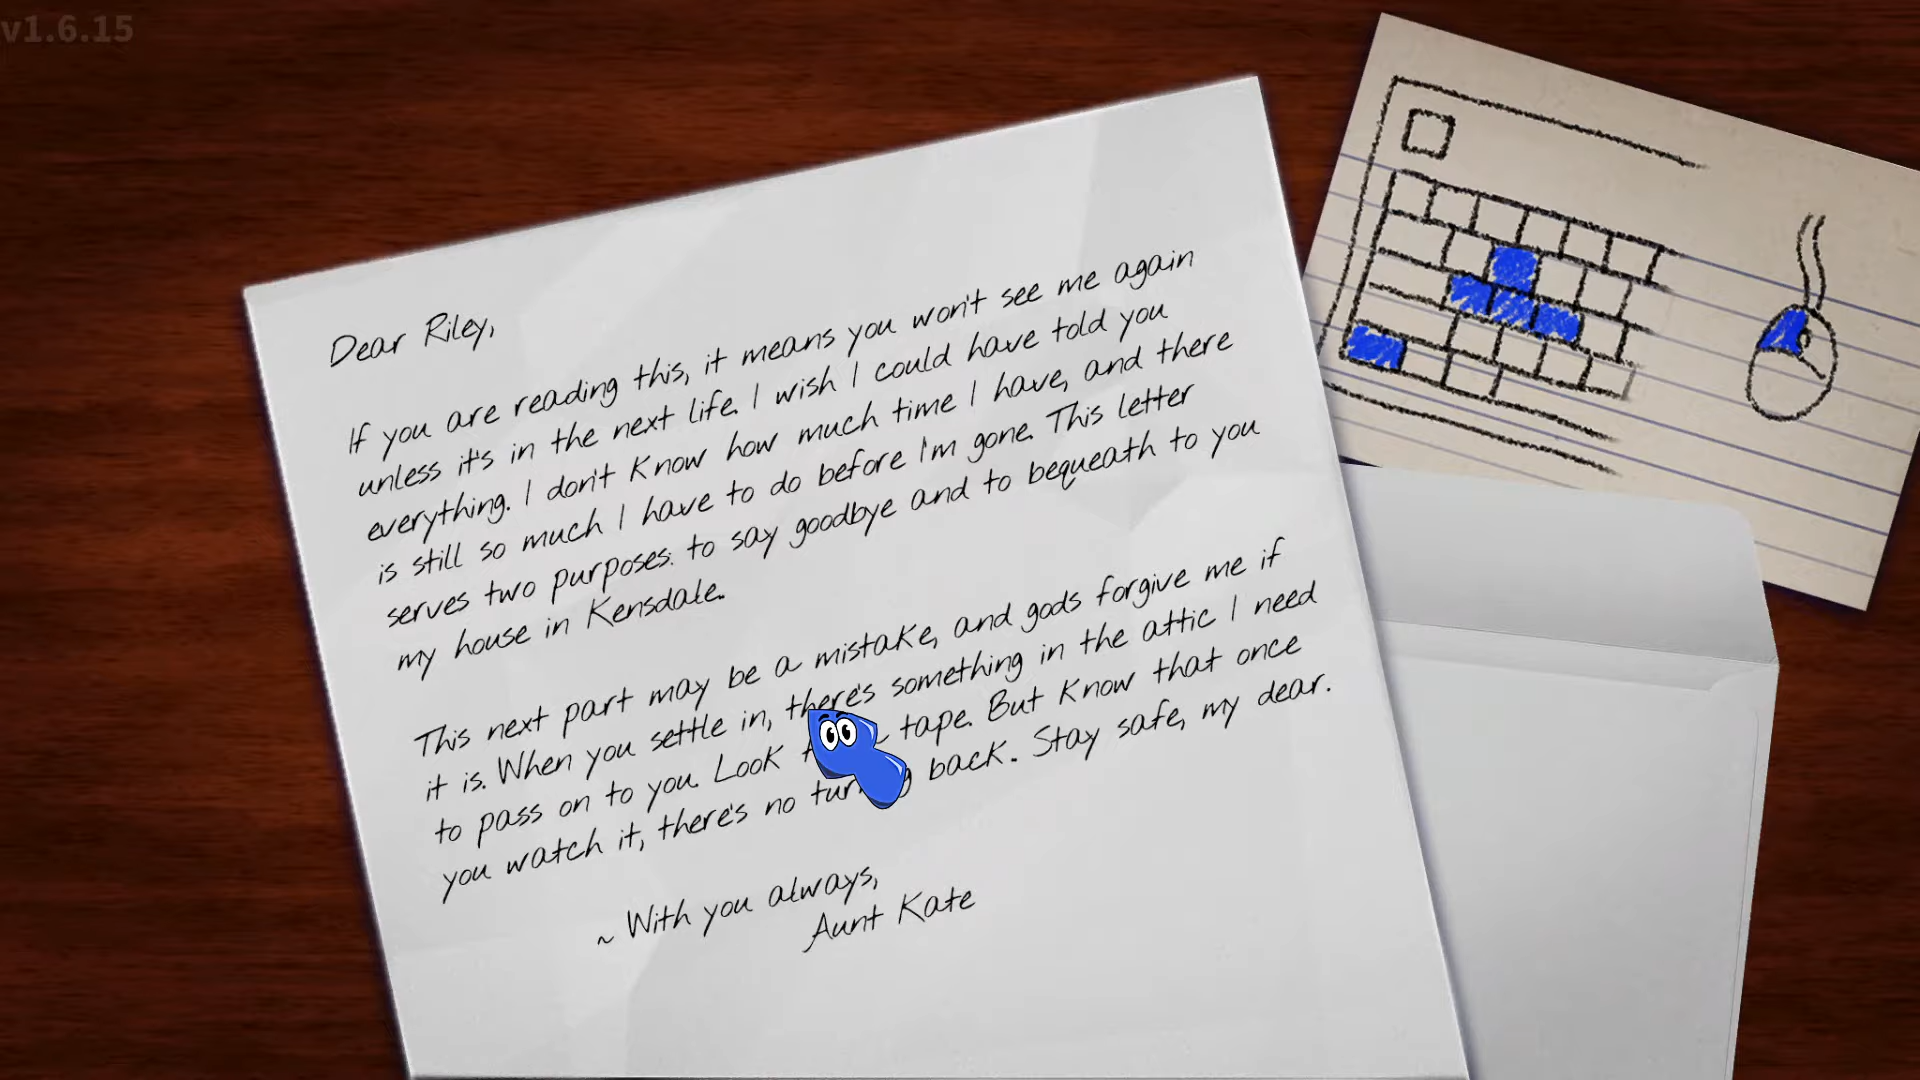 v1.6.15
Dear Riley,
If you are reading this, it means you won't see me again
unless it's in the next life. I wish I could have told you
everything. I don't know how much time I have, and there
is still so much I have to do before I'm gone. This letter
serves two purposes: to say goodbye and to bequeath to you
my house in Kensdale.
This next part may be a mistake, and gods forgive me if
it is. When you settle in, there's something in the attic I need
to pass on to you. Look tape. But know that once
you watch it, there's no back. Stay safe, my dear.
~ With you always,
Aunt Kate